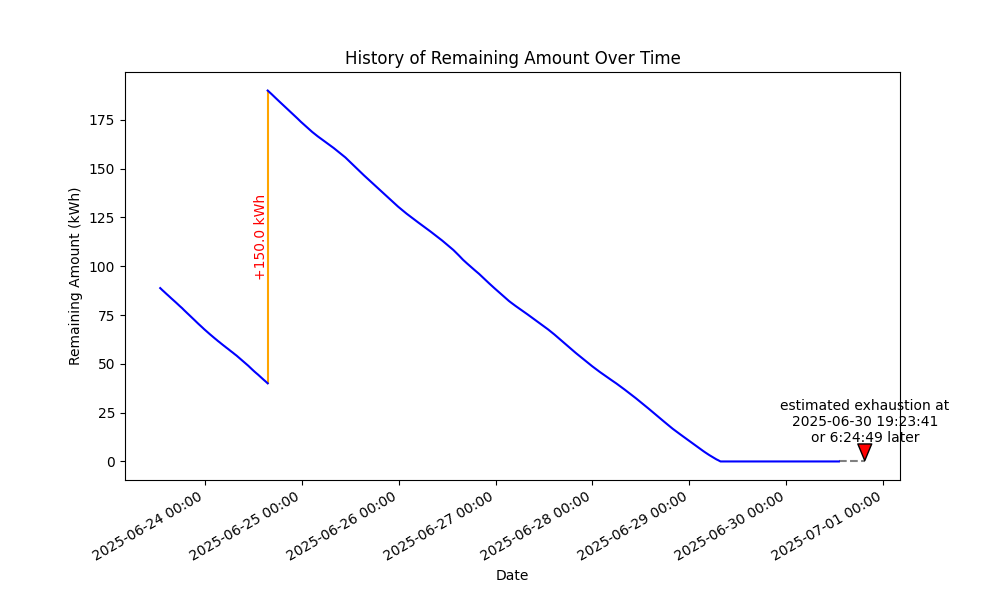 History of Remaining Amount Over Time
Remaining Amount (kWh)
175
150
125
100
75
50
25
0
+150.0 kWh
estimated exhaustion at
2025-06-30 19:23:41
or 6:24:49 later
2025-06-24 00:00
2025-06-25 00:00
2025-06-26 00:00
2025-06-27 00:00
2025-06-28 00:00
2025-06-29 00:00
2025-06-30 00:00
2025-07-01 00:00
Date